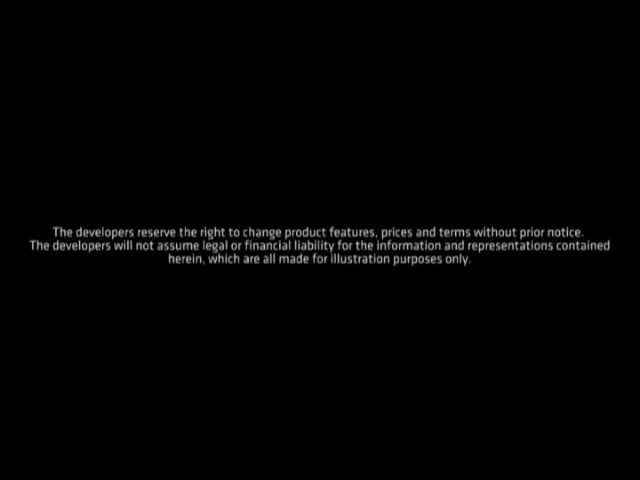 The developers reserve the right to change product features, prices and terms without prior notice.
The developers will not assume legal or financial liability for the information and representations contained
herein, which are all made for illustration purposes only.